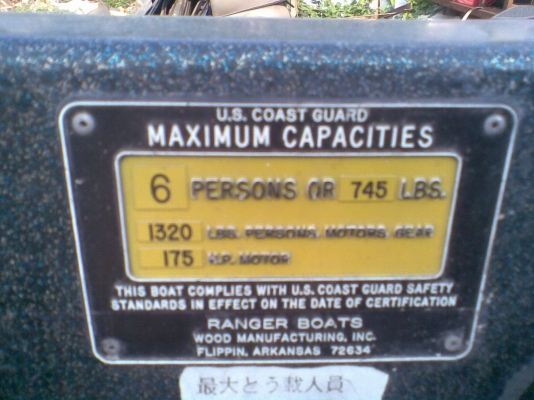 U.S. COAST GUARD
MAXIMUM CAPACITIES
6 PERSONS OR 745 LBS.
1320 LBS. PERSONS, MOTORS, GEAR
175 H.P. MOTOR
THIS BOAT COMPLIES WITH U.S. COAST GUARD SAFETY
STANDARDS IN EFFECT ON THE DATE OF CERTIFICATION
RANGER BOATS
WOOD MANUFACTURING, INC.
FLIPPIN, ARKANSAS 72634
最大とう載人員